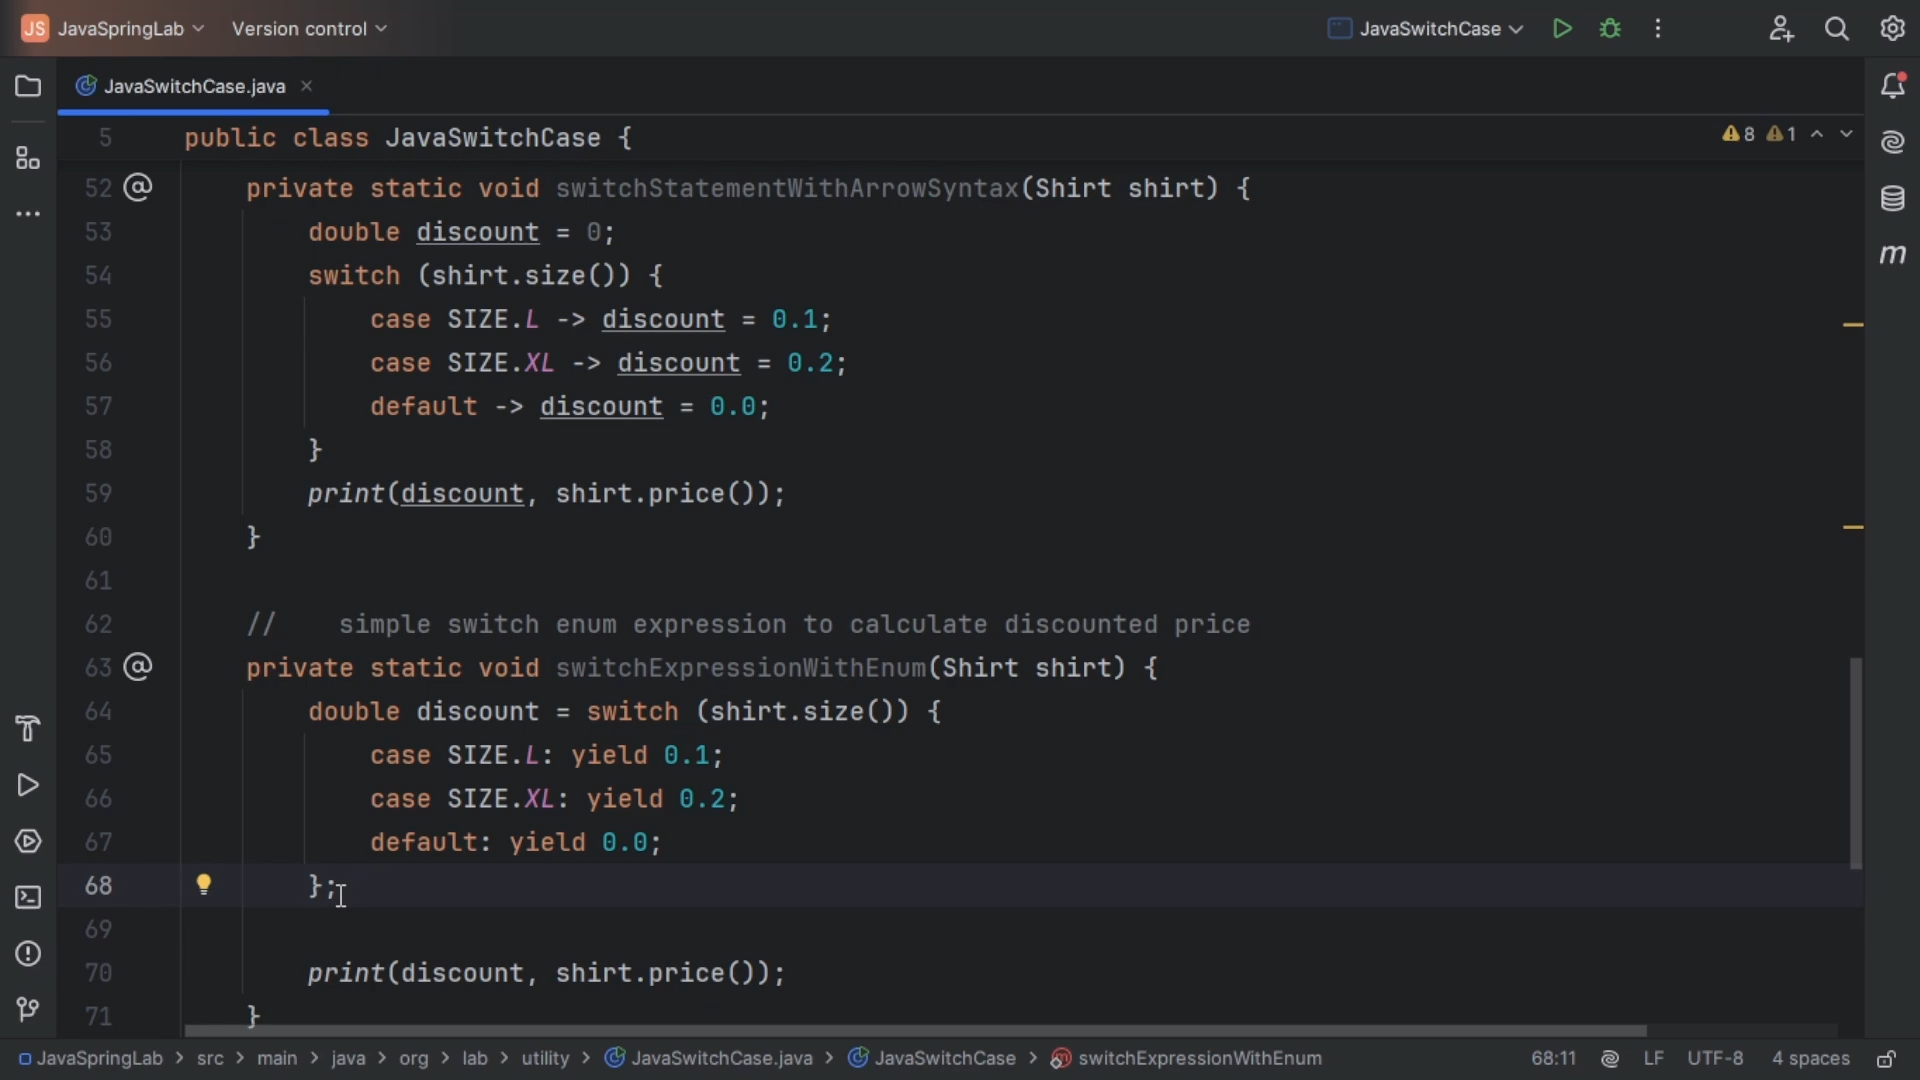 JS JavaSpringLab Version control JavaSwitchCase
JavaSwitchCase.java
8 1
5 public class JavaSwitchCase {
52 @ private static void switchStatementWithArrowSyntax(Shirt shirt) {
53 double discount = 0;
54 switch (shirt.size()) {
55 case SIZE.L -> discount = 0.1;
56 case SIZE.XL -> discount = 0.2;
57 default -> discount = 0.0;
58 }
59 print(discount, shirt.price());
60 }
61
62 // simple switch enum expression to calculate discounted price
63 @ private static void switchExpressionWithEnum(Shirt shirt) {
64 double discount = switch (shirt.size()) {
65 case SIZE.L: yield 0.1;
66 case SIZE.XL: yield 0.2;
67 default: yield 0.0;
68 };
69
70 print(discount, shirt.price());
71 }
m
JavaSpringLab > src > main > java > org > lab > utility > JavaSwitchCase.java > JavaSwitchCase > switchExpressionWithEnum 68:11 LF UTF-8 4 spaces